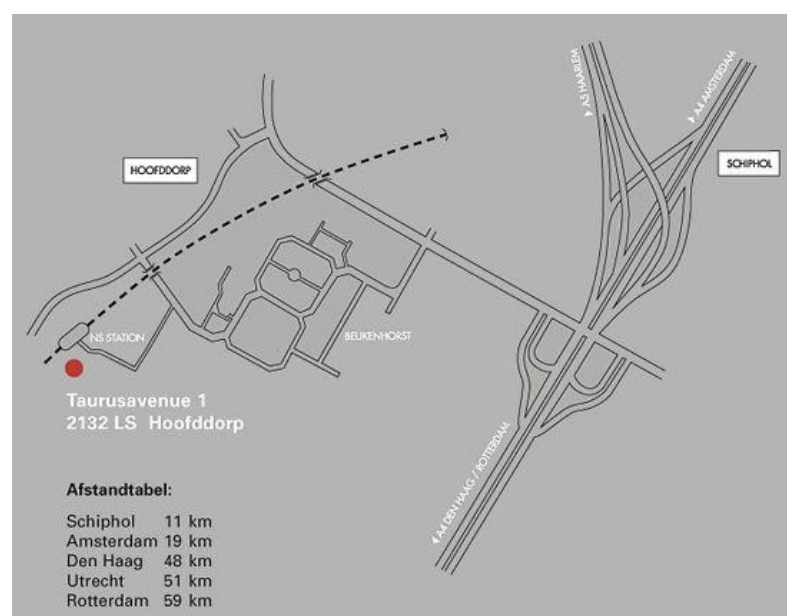 A5 HAARLEM
A4 AMSTERDAM
HOOFDDORP
SCHIPHOL
NS STATION
BEUKENHORST
Taurusavenue 1
2132 LS Hoofddorp
A4 DEN HAAG / ROTTERDAM
Afstandtabel:
Schiphol 11 km
Amsterdam 19 km
Den Haag 48 km
Utrecht 51 km
Rotterdam 59 km